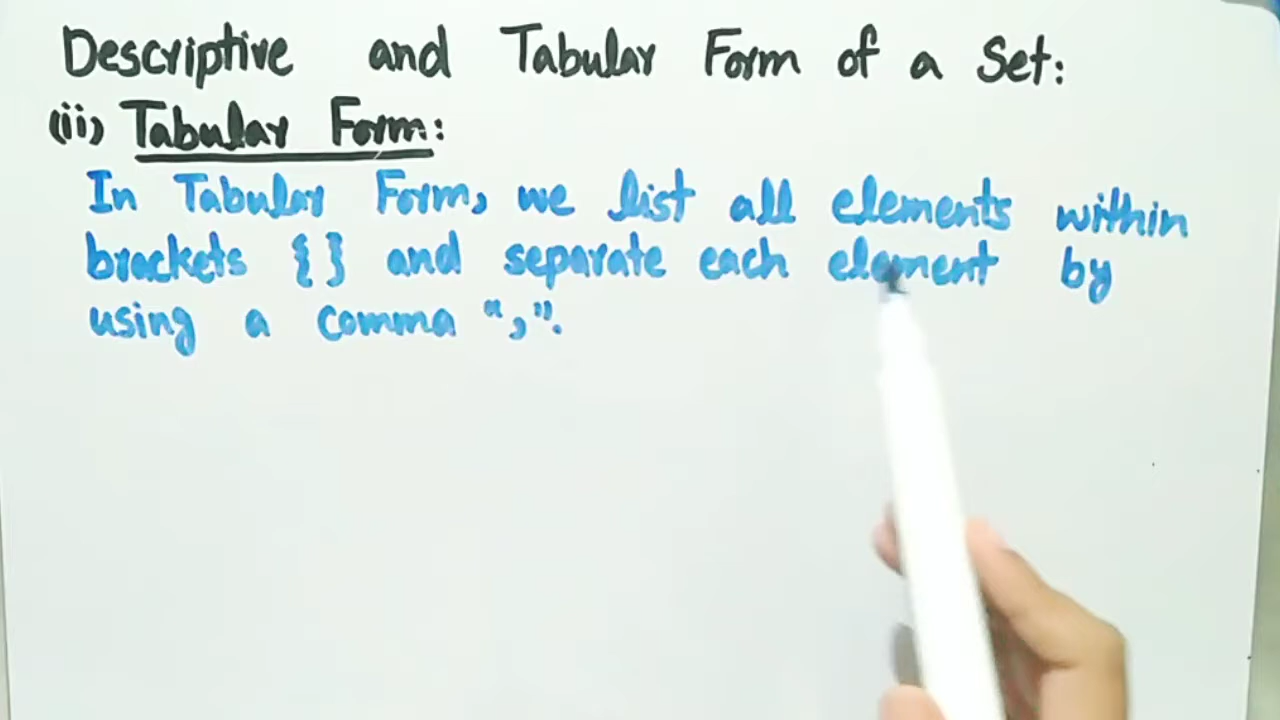 Descriptive and Tabular Form of a Set:
(ii) Tabular Form:
In Tabular Form, we list all elements within
brackets { } and separate each element by
using a comma “,”.